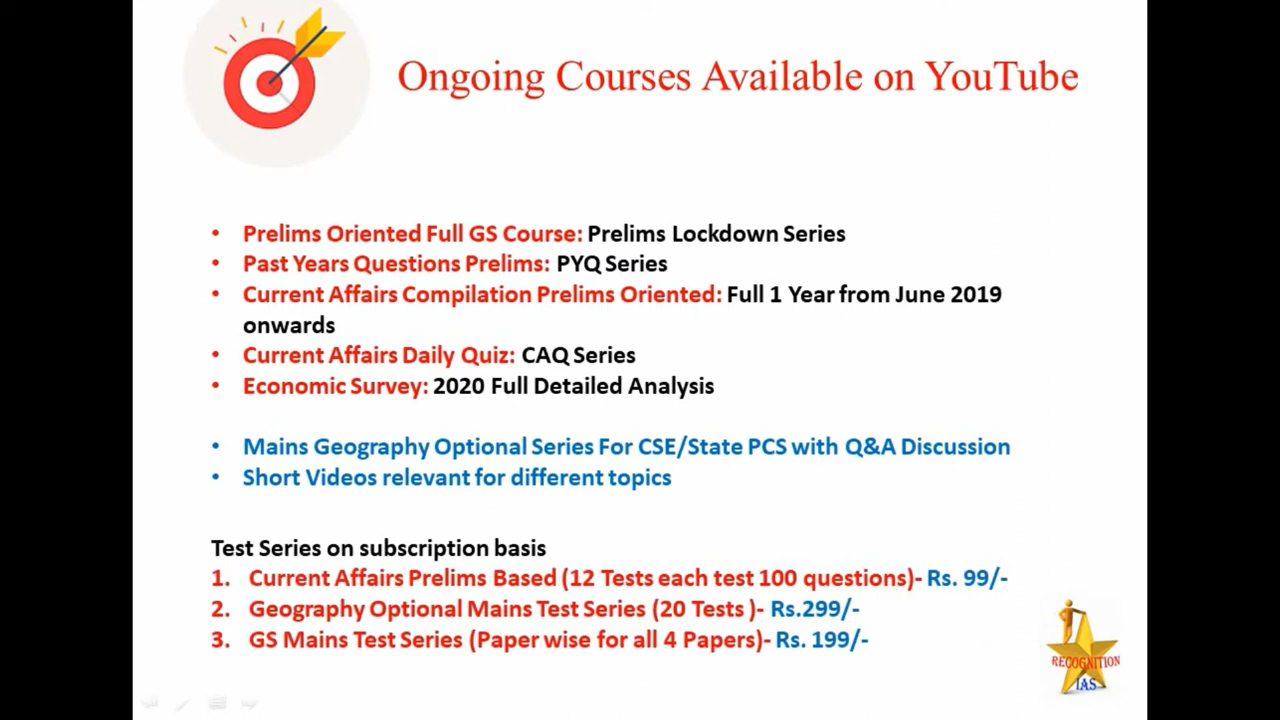 Ongoing Courses Available on YouTube
• Prelims Oriented Full GS Course: Prelims Lockdown Series
• Past Years Questions Prelims: PYQ Series
• Current Affairs Compilation Prelims Oriented: Full 1 Year from June 2019
onwards
• Current Affairs Daily Quiz: CAQ Series
• Economic Survey: 2020 Full Detailed Analysis
• Mains Geography Optional Series For CSE/State PCS with Q&A Discussion
• Short Videos relevant for different topics
Test Series on subscription basis
1. Current Affairs Prelims Based (12 Tests each test 100 questions)- Rs. 99/-
2. Geography Optional Mains Test Series (20 Tests )- Rs.299/-
3. GS Mains Test Series (Paper wise for all 4 Papers)- Rs. 199/-
RECOGNITION
IAS